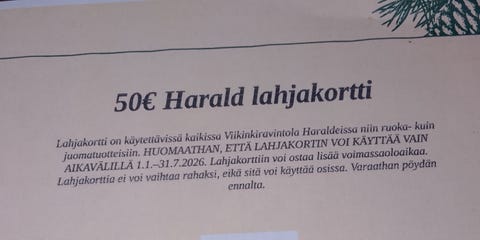 50€ Harald lahjakortti
Lahjakortti on käytettävissä kaikissa Viikinkiravintola Haraldeissa niin ruoka- kuin
juomatuotteisiin. HUOMAATHAN, ETTÄ LAHJAKORTIN VOI KÄYTTÄÄ VAIN
AIKAVÄLILLÄ 1.1.–31.7.2026. Lahjakorttiin voi ostaa lisää voimassaoloaikaa.
Lahjakorttia ei voi vaihtaa rahaksi, eikä sitä voi käyttää osissa. Varaathan pöydän
ennalta.